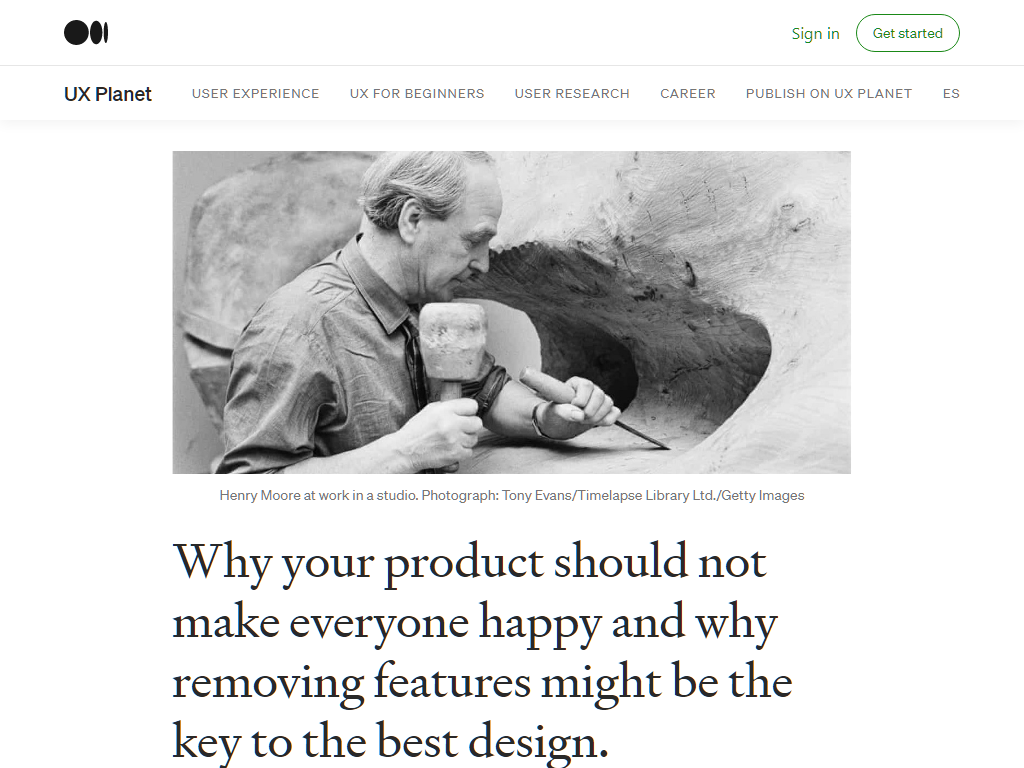 Sign in
Get started
UX Planet
USER EXPERIENCE
UX FOR BEGINNERS
USER RESEARCH
CAREER
PUBLISH ON UX PLANET
ES
Henry Moore at work in a studio. Photograph: Tony Evans/Timelapse Library Ltd./Getty Images
Why your product should not
make everyone happy and why
removing features might be the
key to the best design.